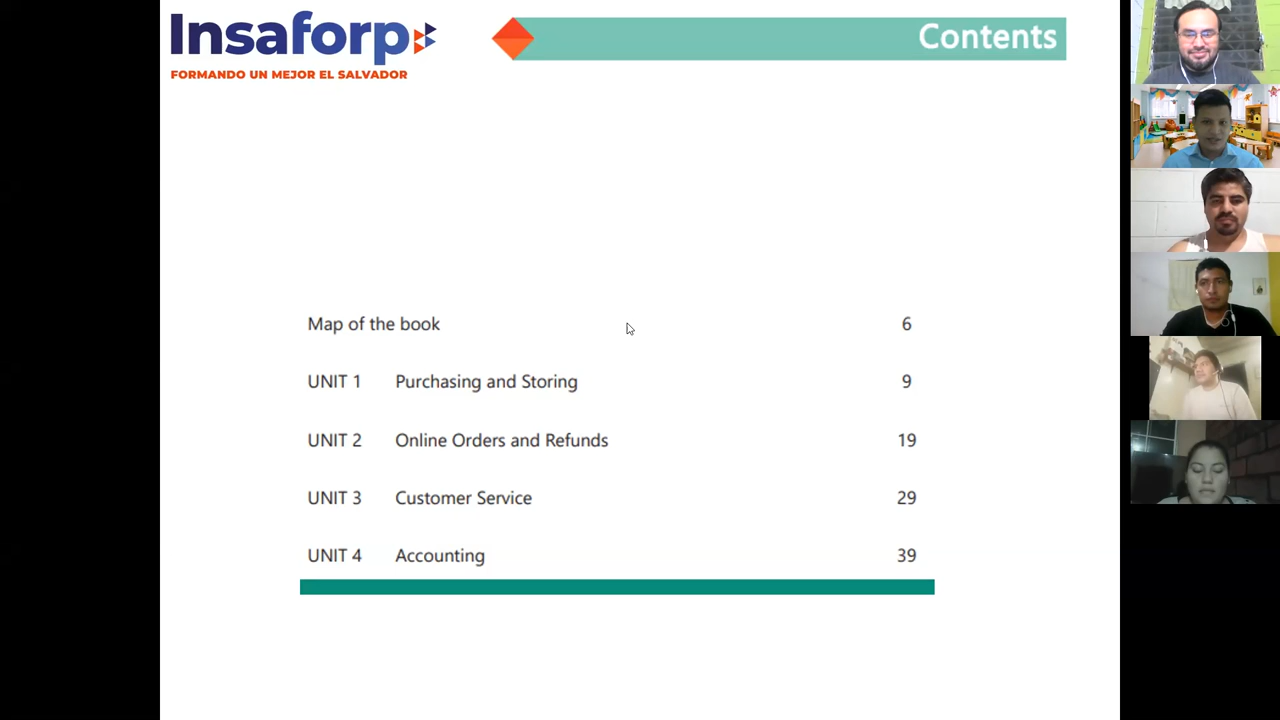 Insaforp
FORMANDO UN MEJOR EL SALVADOR
Contents
Map of the book 6
UNIT 1 Purchasing and Storing 9
UNIT 2 Online Orders and Refunds 19
UNIT 3 Customer Service 29
UNIT 4 Accounting 39